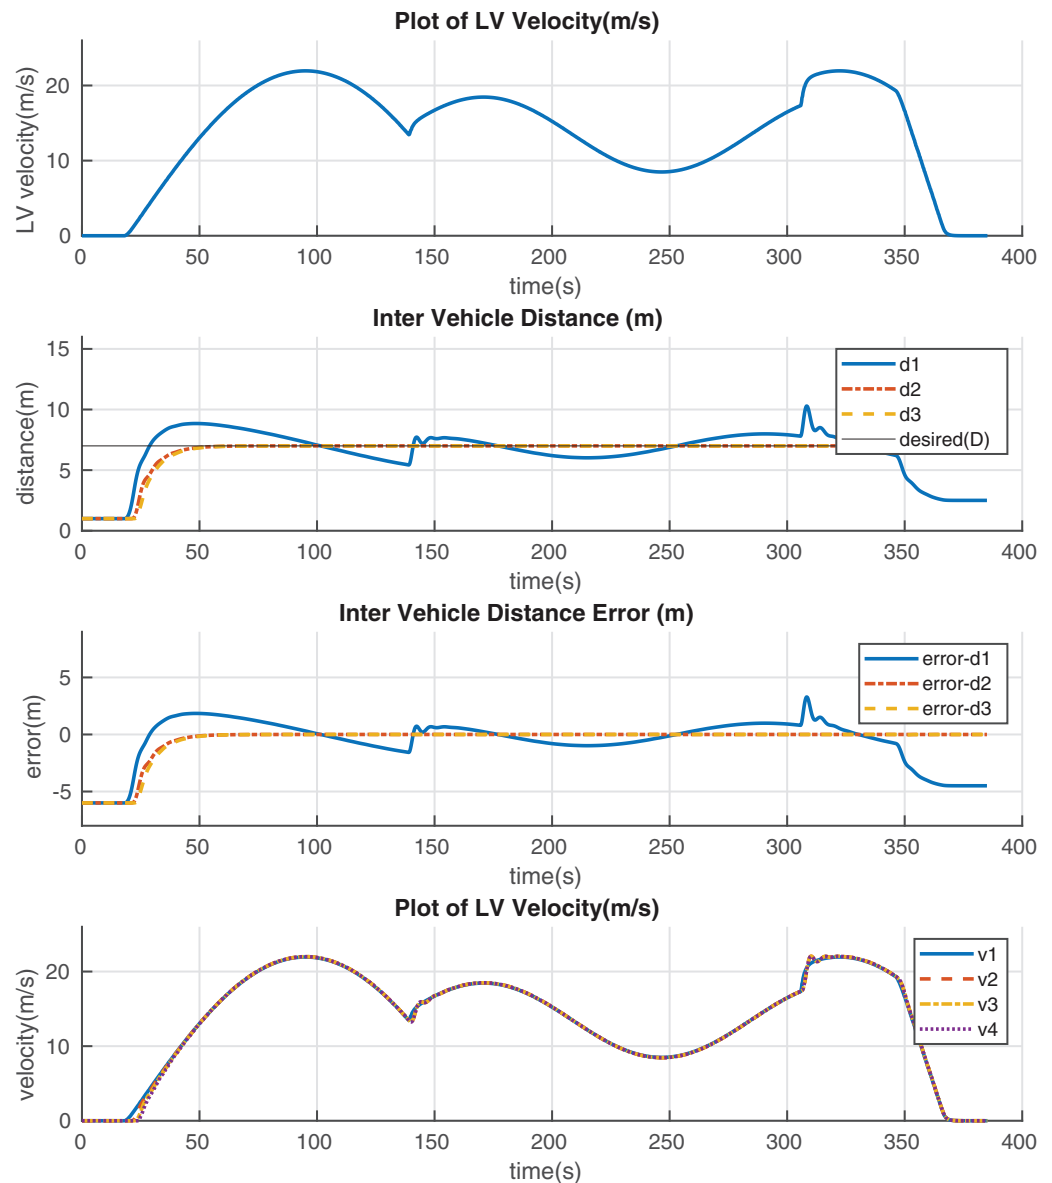 Plot of LV Velocity(m/s)
LV velocity(m/s)
20
10
0
0 50 100 150 200 250 300 350 400
time(s)
Inter Vehicle Distance (m)
distance(m)
15
10
5
0
d1
d2
d3
desired(D)
0 50 100 150 200 250 300 350 400
time(s)
Inter Vehicle Distance Error (m)
error(m)
5
0
-5
error-d1
error-d2
error-d3
0 50 100 150 200 250 300 350 400
time(s)
Plot of LV Velocity(m/s)
velocity(m/s)
20
10
0
v1
v2
v3
v4
0 50 100 150 200 250 300 350 400
time(s)